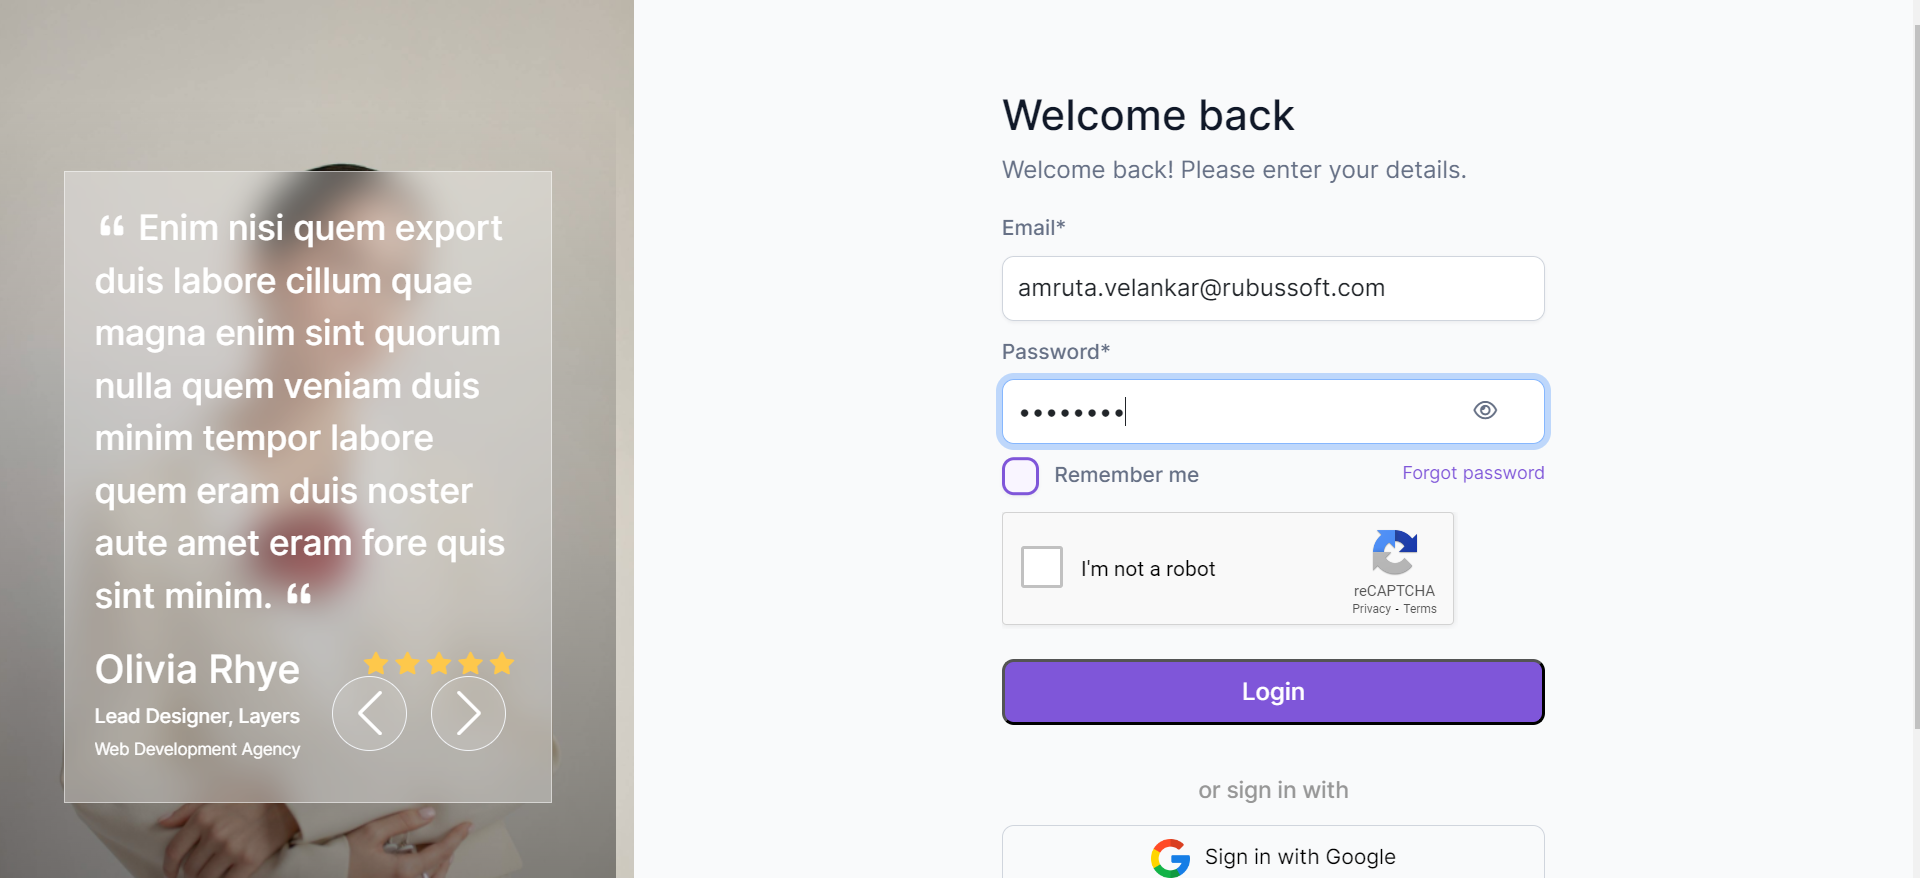 “ Enim nisi quem export
duis labore cillum quae
magna enim sint quorum
nulla quem veniam duis
minim tempor labore
quem eram duis noster
aute amet eram fore quis
sint minim. “
Olivia Rhye
Lead Designer, Layers
Web Development Agency
Welcome back
Welcome back! Please enter your details.
Email*
amruta.velankar@rubussoft.com
Password*
••••••••
Remember me
Forgot password
I'm not a robot
reCAPTCHA
Privacy - Terms
Login
or sign in with
Sign in with Google